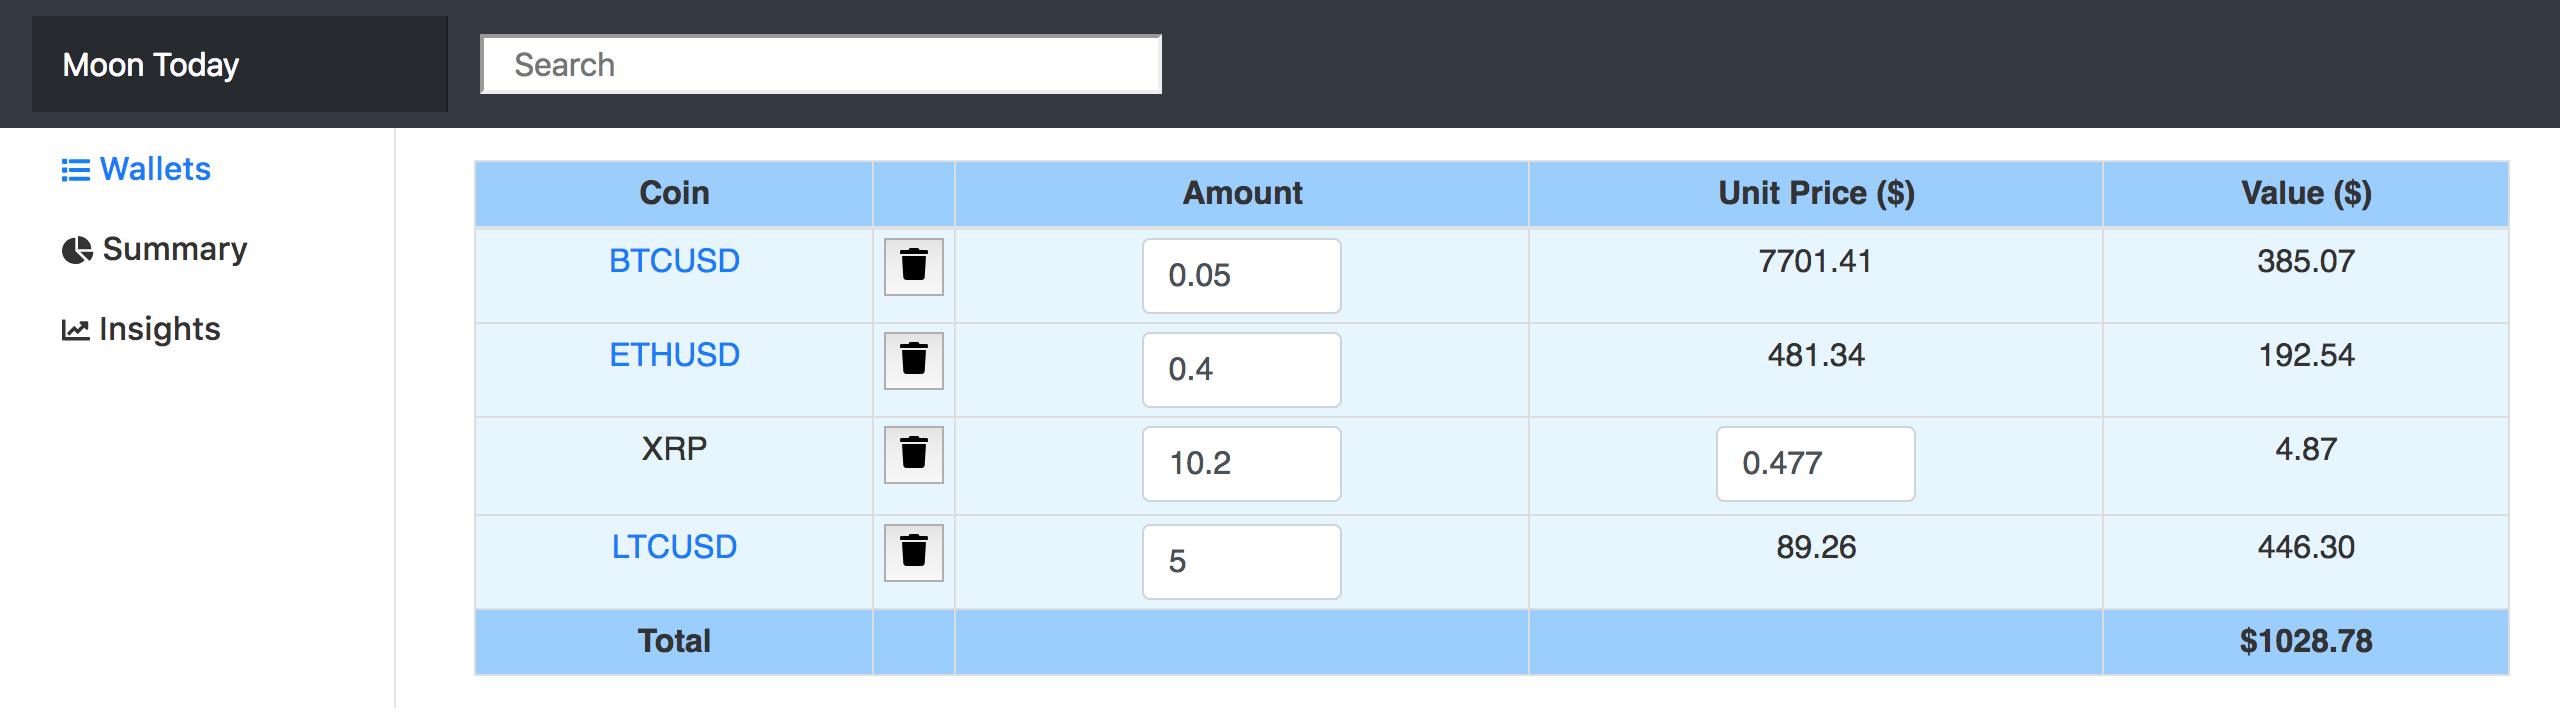 Moon Today
Search
Wallets
Summary
Insights
Coin Amount Unit Price ($) Value ($)
BTCUSD 0.05 7701.41 385.07
ETHUSD 0.4 481.34 192.54
XRP 10.2 0.477 4.87
LTCUSD 5 89.26 446.30
Total $1028.78